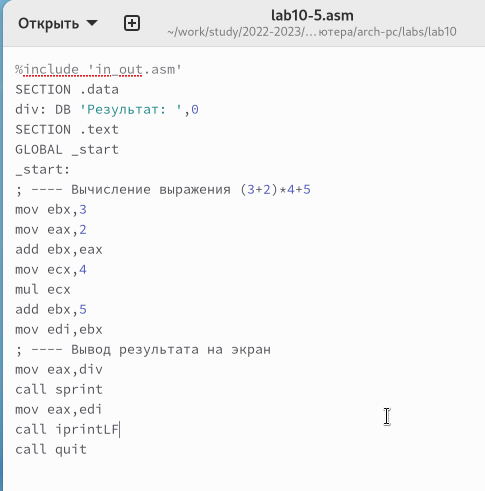 Открыть
lab10-5.asm
~/work/study/2022-2023/... ютера/arch-pc/labs/lab10
%include 'in_out.asm'
SECTION .data
div: DB 'Результат: ',0
SECTION .text
GLOBAL _start
_start:
; ---- Вычисление выражения (3+2)*4+5
mov ebx,3
mov eax,2
add ebx,eax
mov ecx,4
mul ecx
add ebx,5
mov edi,ebx
; ---- Вывод результата на экран
mov eax,div
call sprint
mov eax,edi
call iprintLF
call quit